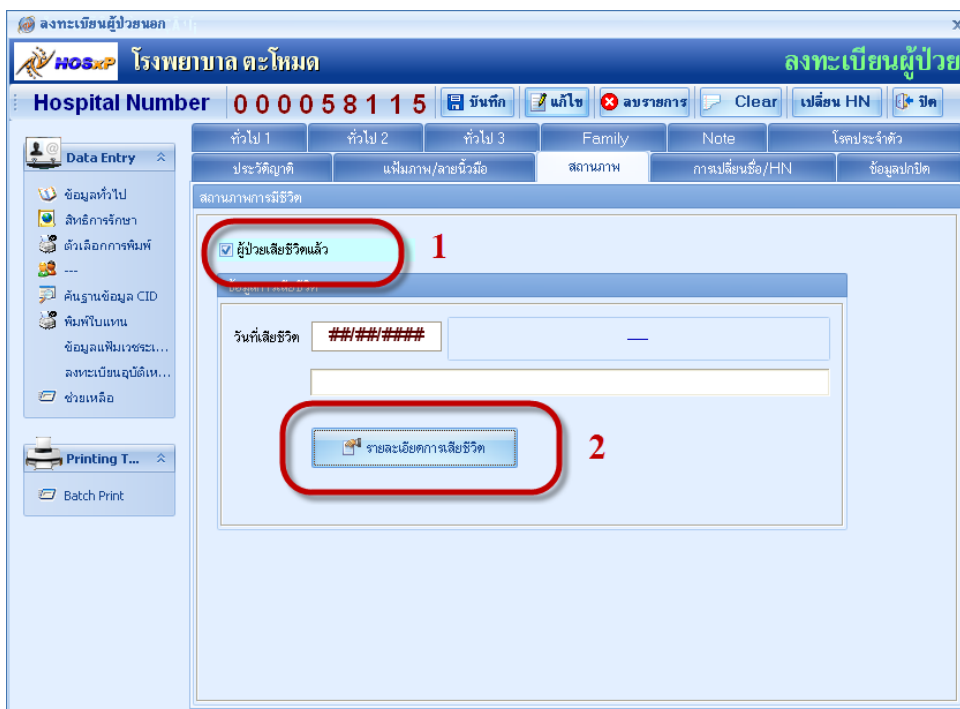 ลงทะเบียนผู้ป่วยนอก
HOSxP โรงพยาบาล ตะโหมด ลงทะเบียนผู้ป่วย
Hospital Number 000058115 บันทึก แก้ไข ลบรายการ Clear เปลี่ยน HN ปิด
ทั่วไป 1 ทั่วไป 2 ทั่วไป 3 Family Note โรคประจำตัว
ประวัติญาติ แฟ้มภาพ/ลายนิ้วมือ สถานภาพ การเปลี่ยนชื่อ/HN ข้อมูลปกปิด
Data Entry
ข้อมูลทั่วไป
สิทธิการรักษา
ตัวเลือกการพิมพ์
---
ค้นฐานข้อมูล CID
พิมพ์ใบแทน
ข้อมูลแฟ้มเวชระเ...
ลงทะเบียนอุบัติเห...
ช่วยเหลือ
Printing T...
Batch Print
สถานภาพการมีชีวิต
ผู้ป่วยเสียชีวิตแล้ว 1
ข้อมูลการเสียชีวิต
วันที่เสียชีวิต ##/##/#### —
รายละเอียดการเสียชีวิต 2